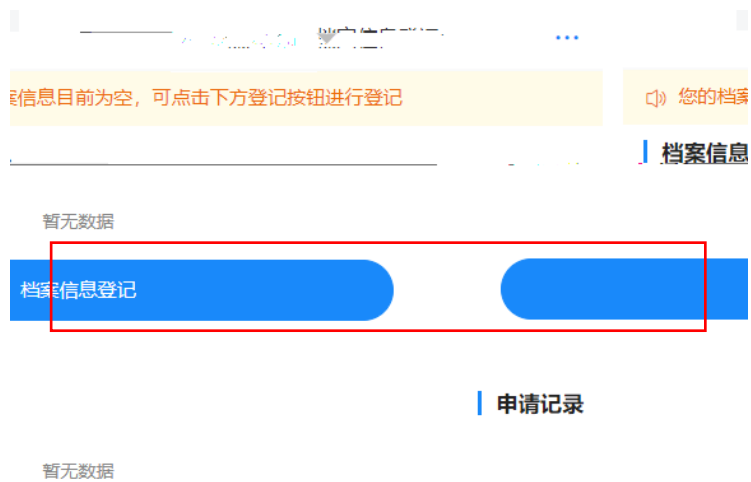 案信息目前为空，可点击下方登记按钮进行登记
您的档案
档案信息
暂无数据
档案信息登记
申请记录
暂无数据